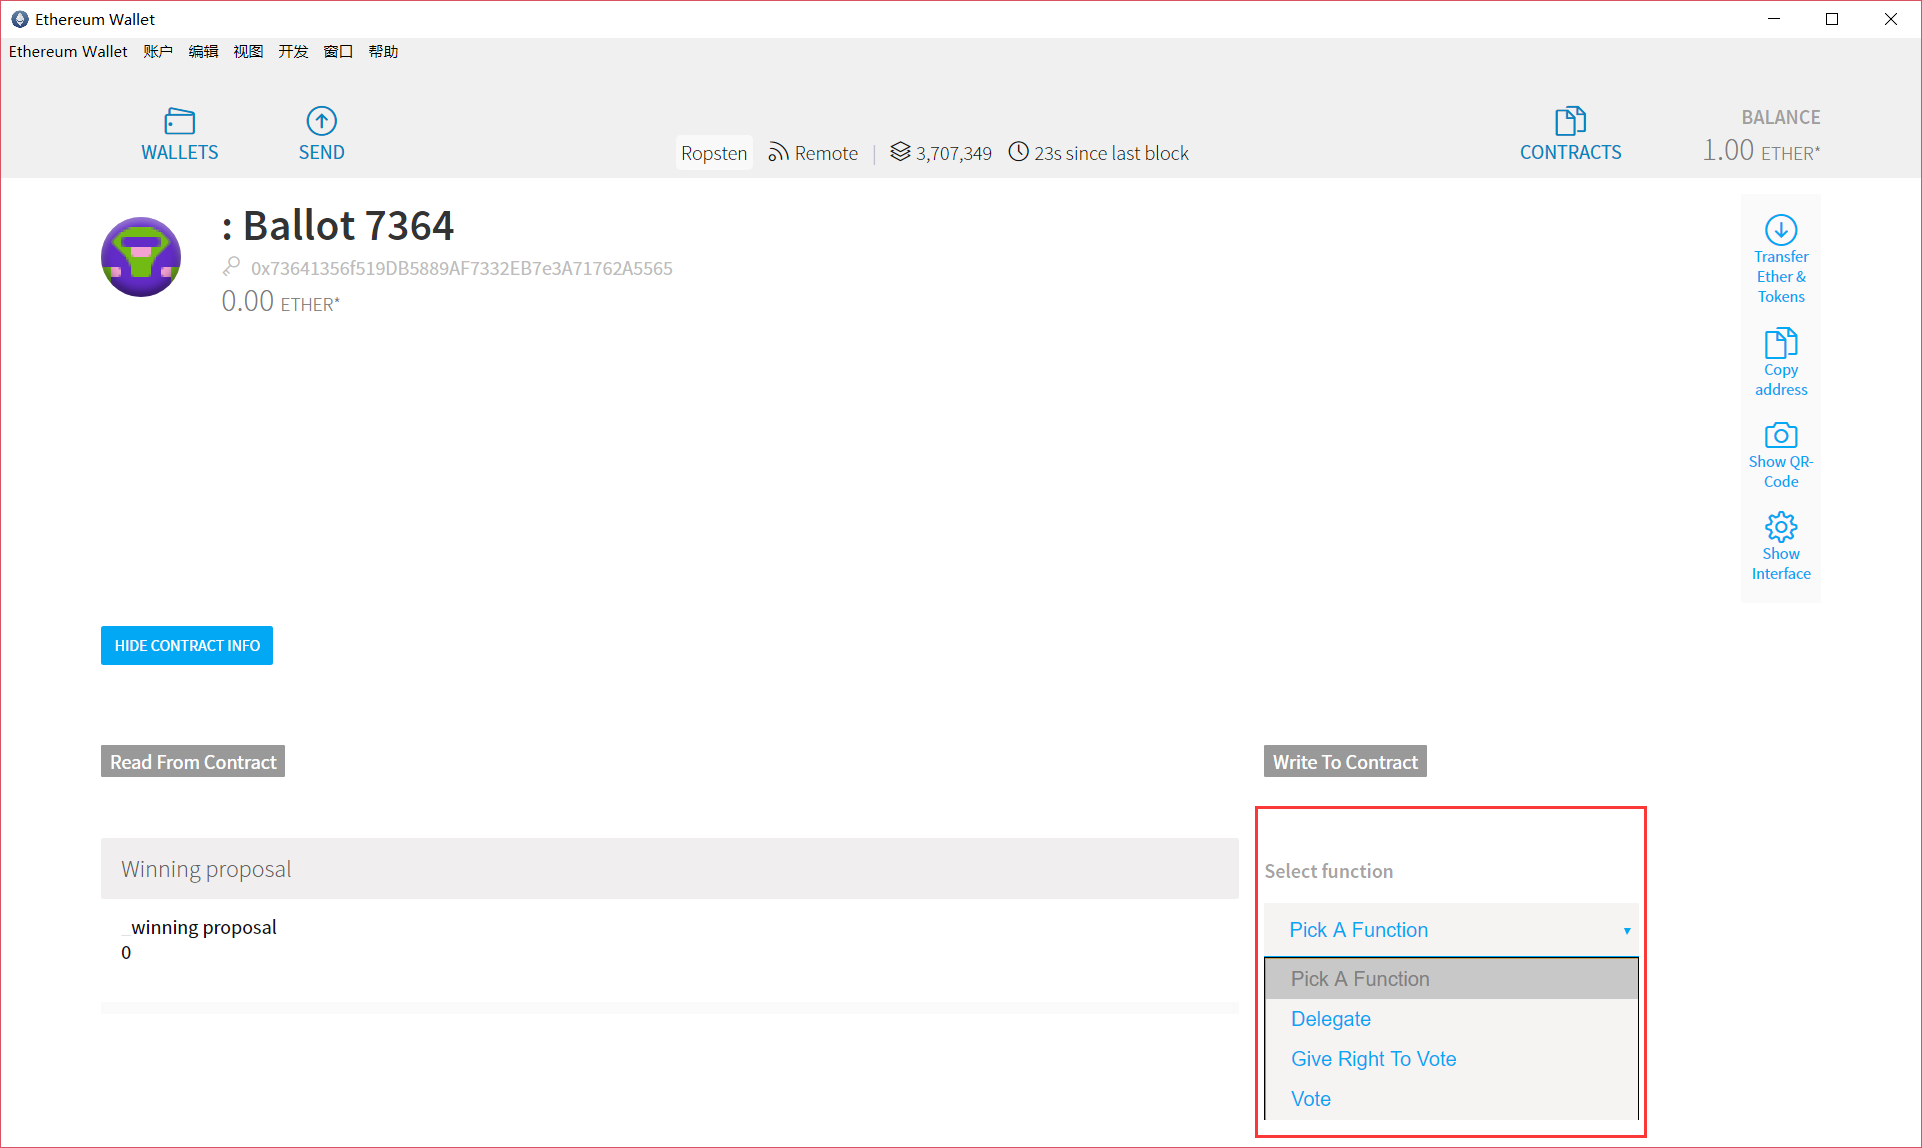 Ethereum Wallet
Ethereum Wallet 账户 编辑 视图 开发 窗口 帮助
WALLETS
SEND
Ropsten Remote | 3,707,349 23s since last block
CONTRACTS
BALANCE
1.00 ETHER*
: Ballot 7364
0x73641356f519DB5889AF7332EB7e3A71762A5565
0.00 ETHER*
Transfer
Ether &
Tokens
Copy
address
Show QR-
Code
Show
Interface
HIDE CONTRACT INFO
Read From Contract
Winning proposal
_winning proposal
0
Write To Contract
Select function
Pick A Function
Pick A Function
Delegate
Give Right To Vote
Vote